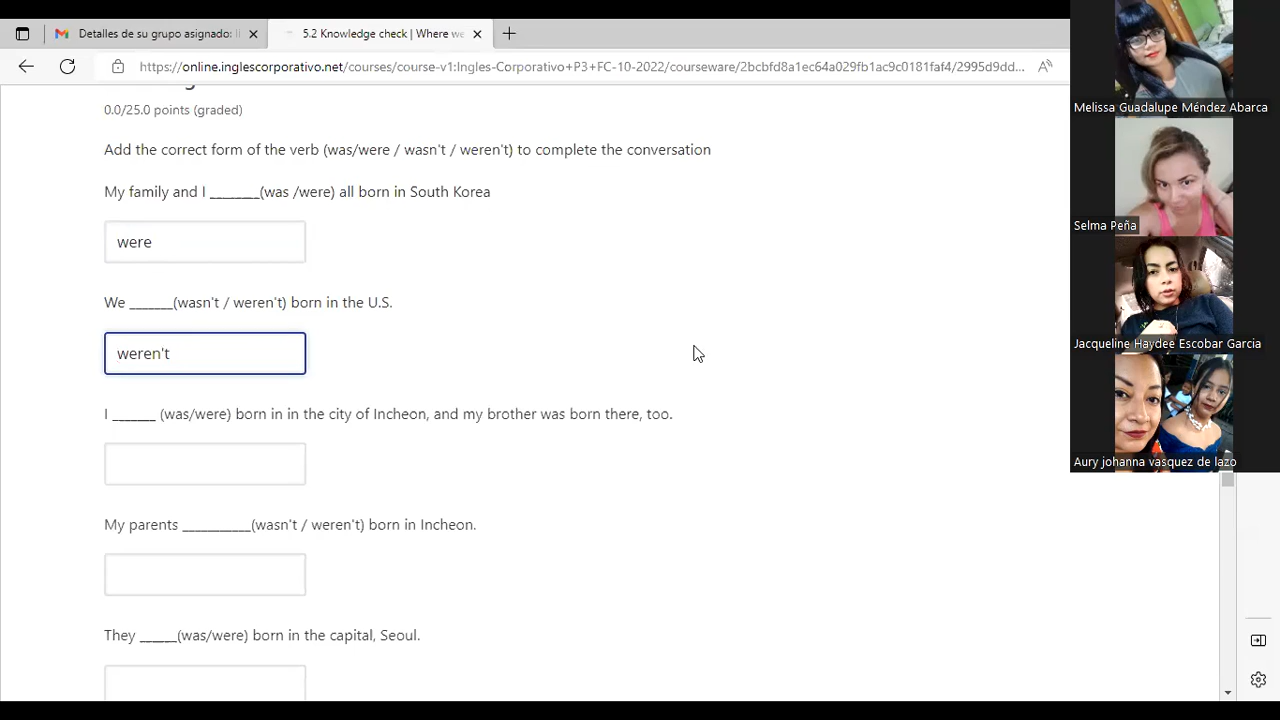 Detalles de su grupo asignado: I
5.2 Knowledge check | Where we
https://online.inglescorporativo.net/courses/course-v1:Ingles-Corporativo+P3+FC-10-2022/courseware/2bcbfd8a1ec64a029fb1ac9c0181faf4/2995d9dd...
0.0/25.0 points (graded)
Add the correct form of the verb (was/were / wasn't / weren't) to complete the conversation
My family and I ________(was /were) all born in South Korea
were
We _______(wasn't / weren't) born in the U.S.
weren't
I _______ (was/were) born in in the city of Incheon, and my brother was born there, too.
My parents ___________(wasn't / weren't) born in Incheon.
They ______(was/were) born in the capital, Seoul.
Melissa Guadalupe Méndez Abarca
Selma Peña
Jacqueline Haydee Escobar Garcia
Aury johanna vasquez de lazo